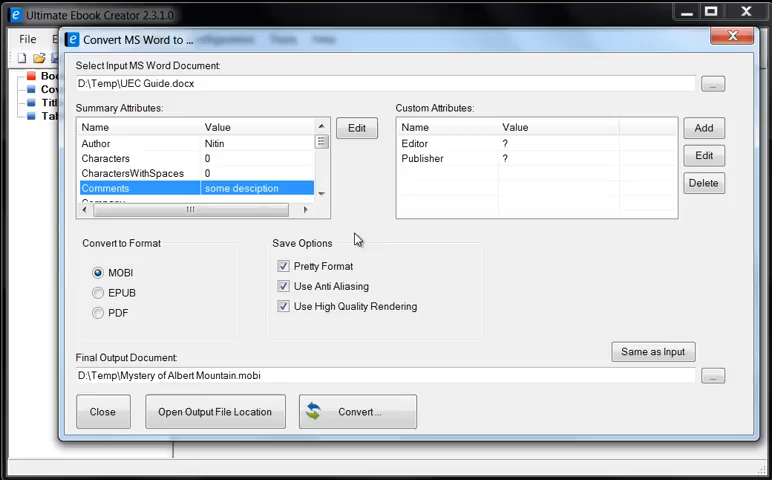 Ultimate Ebook Creator 2.3.1.0
File
Convert MS Word to ...
Select Input MS Word Document:
D:\Temp\UEC Guide.docx
...
Summary Attributes:
Custom Attributes:
Name Value
Author Nitin
Characters 0
CharactersWithSpaces 0
Comments some desciption
Edit
Name Value
Editor ?
Publisher ?
Add
Edit
Delete
Convert to Format
MOBI
EPUB
PDF
Save Options
Pretty Format
Use Anti Aliasing
Use High Quality Rendering
Same as Input
Final Output Document:
D:\Temp\Mystery of Albert Mountain.mobi
...
Close
Open Output File Location
Convert ...